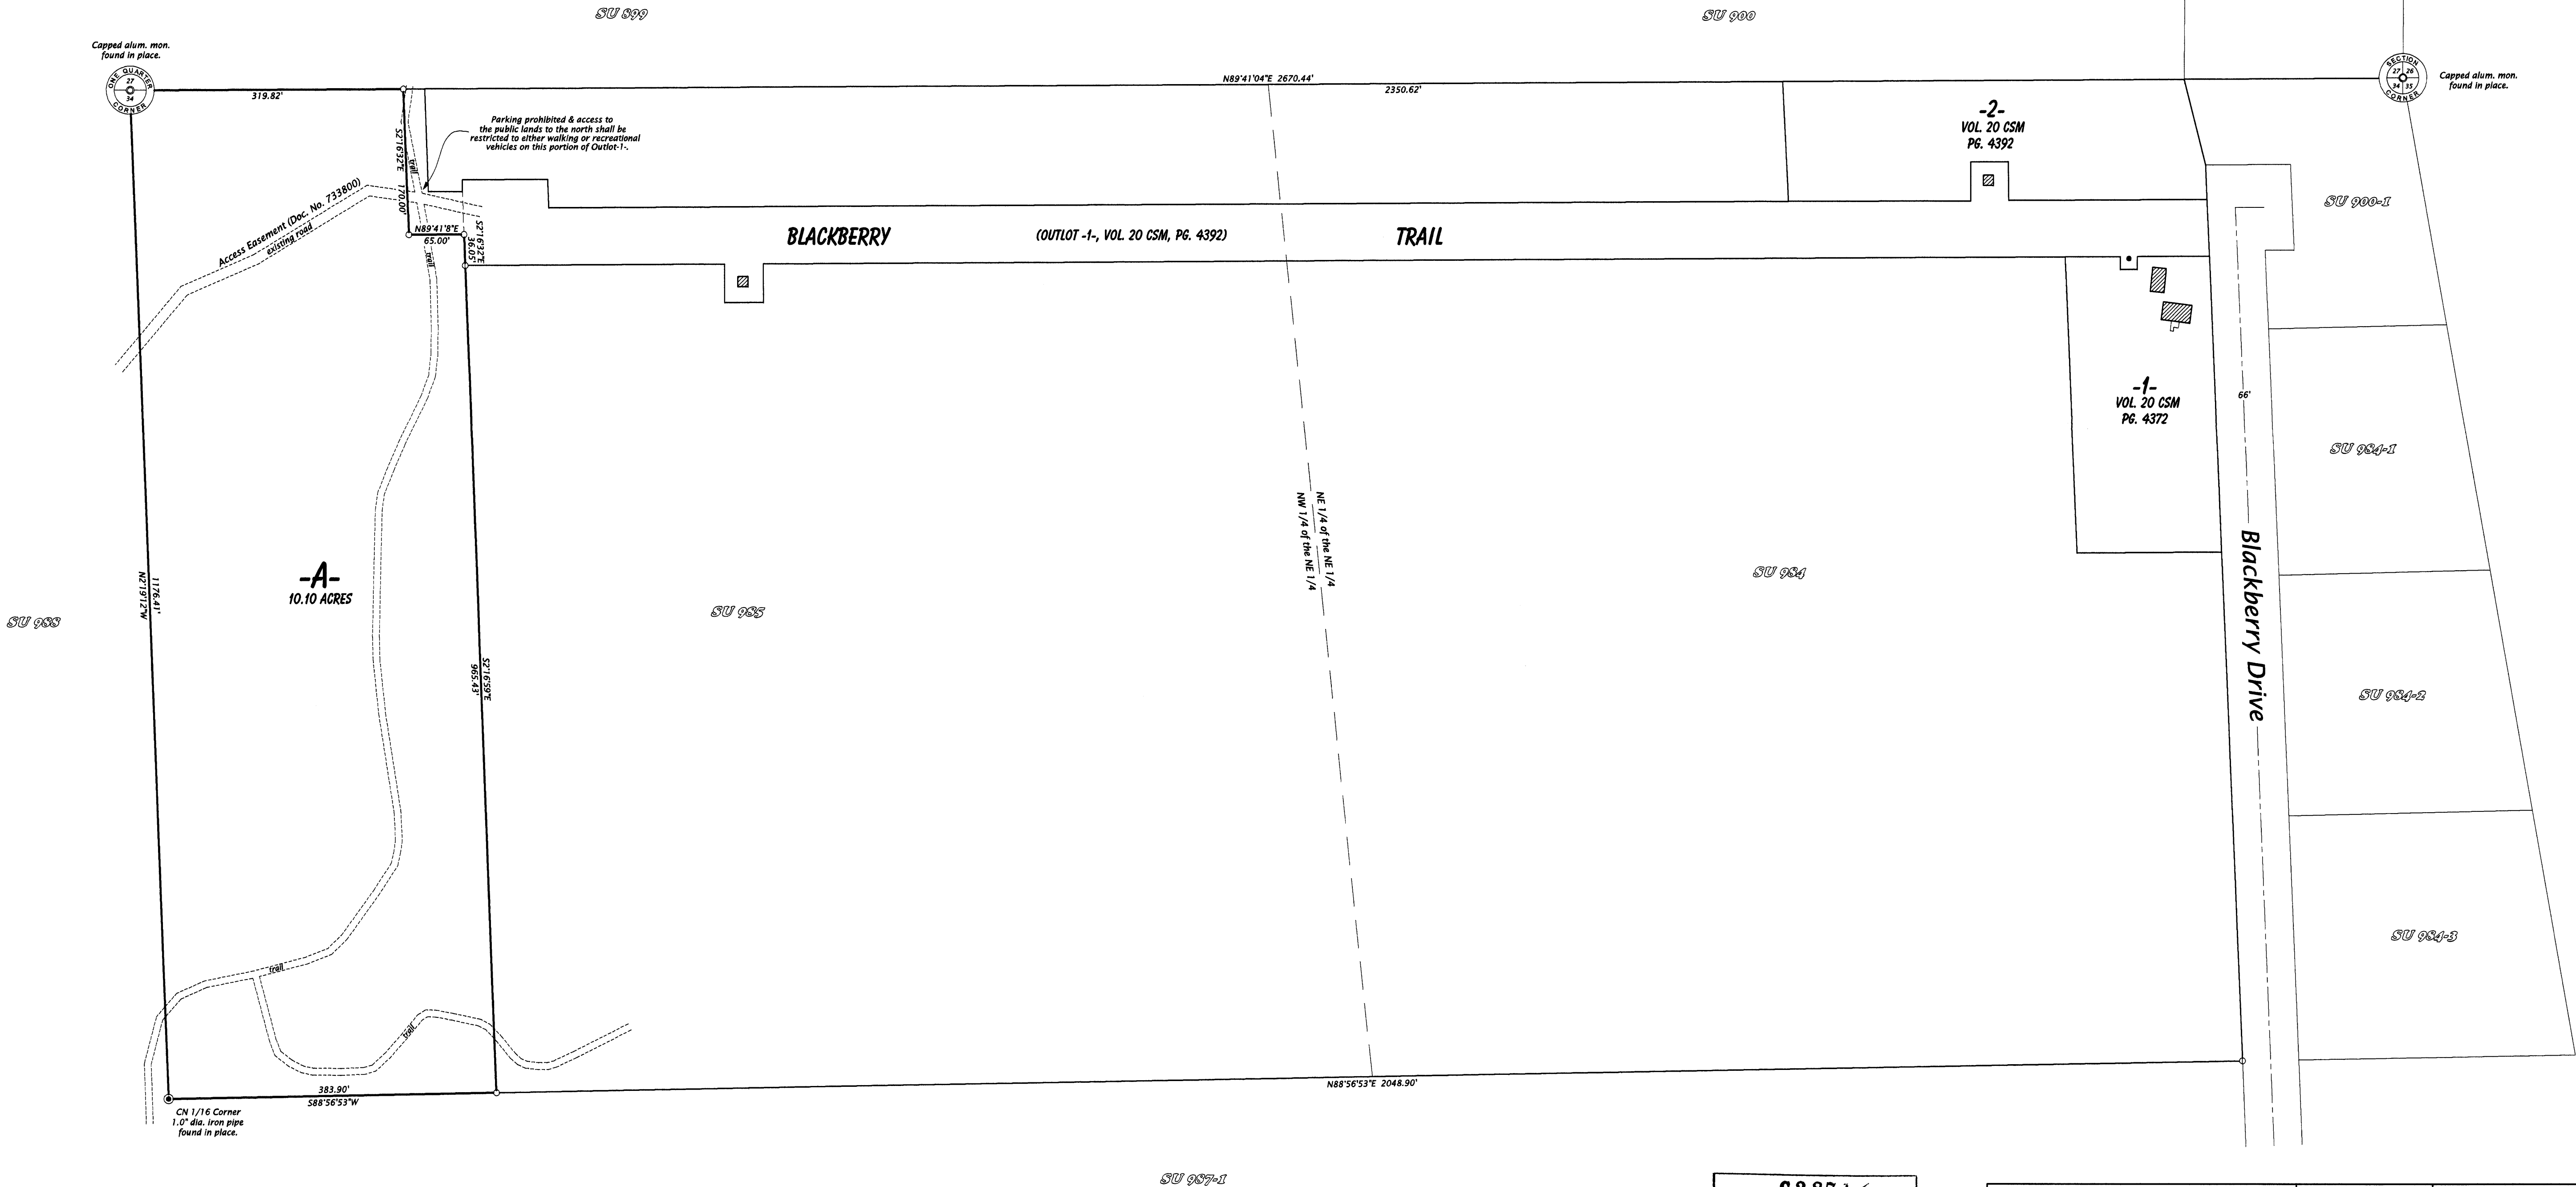 SU 899
SU 900
Capped alum. mon.
found in place.
ONE QUARTER
27
34
CORNER
319.82'
N89°41'04"E 2670.44'
2350.62'
SECTION
27 26
34 35
CORNER
Capped alum. mon.
found in place.
Parking prohibited & access to
the public lands to the north shall be
restricted to either walking or recreational
vehicles on this portion of Outlot-1-.
-2-
VOL. 20 CSM
PG. 4392
S2°16'32"E 170.00'
trail
Access Easement (Doc. No. 733800)
existing road
N89°41'8"E
65.00'
S2°16'32"E
36.05'
trail
BLACKBERRY
(OUTLOT -1-, VOL. 20 CSM, PG. 4392)
TRAIL
SU 900-1
-1-
VOL. 20 CSM
PG. 4372
66'
SU 984-1
NE 1/4 of the NE 1/4
NW 1/4 of the NE 1/4
-A-
10.10 ACRES
1176.41'
N2°19'12"W
SU 988
SU 985
SU 984
Blackberry Drive
S2°16'59"E
965.43'
SU 984-2
SU 984-3
trail
trail
383.90'
S88°56'53"W
N88°56'53"E 2048.90'
CN 1/16 Corner
1.0" dia. iron pipe
found in place.
SU 987-1